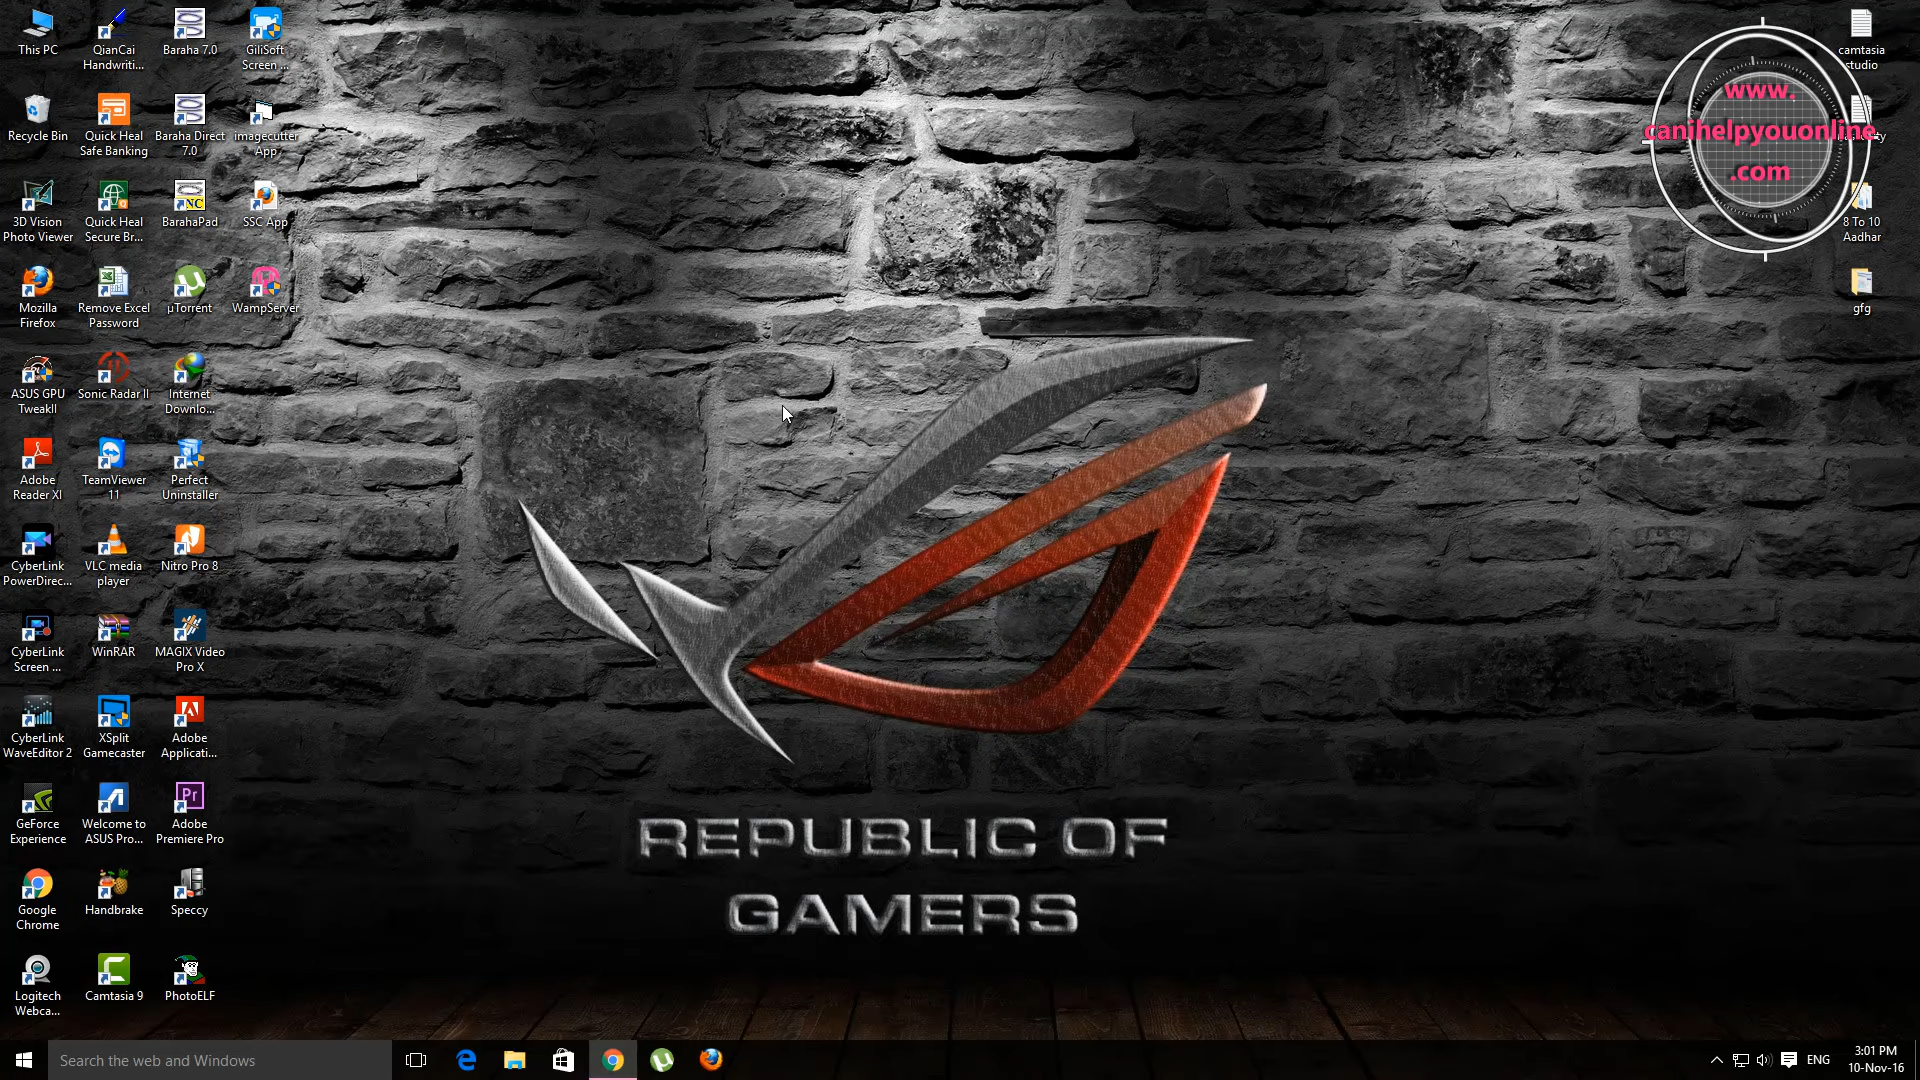 This PC
QianCai
Handwriti...
Baraha 7.0
GiliSoft
Screen ...
Recycle Bin
Quick Heal
Safe Banking
Baraha Direct
7.0
imagecutter
App
3D Vision
Photo Viewer
Quick Heal
Secure Br...
BarahaPad
SSC App
Mozilla
Firefox
Remove Excel
Password
µTorrent
WampServer
ASUS GPU
TweakII
Sonic Radar II
Internet
Downlo...
Adobe
Reader XI
TeamViewer
11
Perfect
Uninstaller
CyberLink
PowerDirec...
VLC media
player
Nitro Pro 8
CyberLink
Screen ...
WinRAR
MAGIX Video
Pro X
CyberLink
WaveEditor 2
XSplit
Gamecaster
Adobe
Applicati...
GeForce
Experience
Welcome to
ASUS Pro...
Adobe
Premiere Pro
Google
Chrome
Handbrake
Speccy
Logitech
Webca...
Camtasia 9
PhotoELF
camtasia
studio
www.
canihelpyouonline
.com
8 To 10
Aadhar
gfg
REPUBLIC OF
GAMERS
Search the web and Windows
ENG
3:01 PM
10-Nov-16